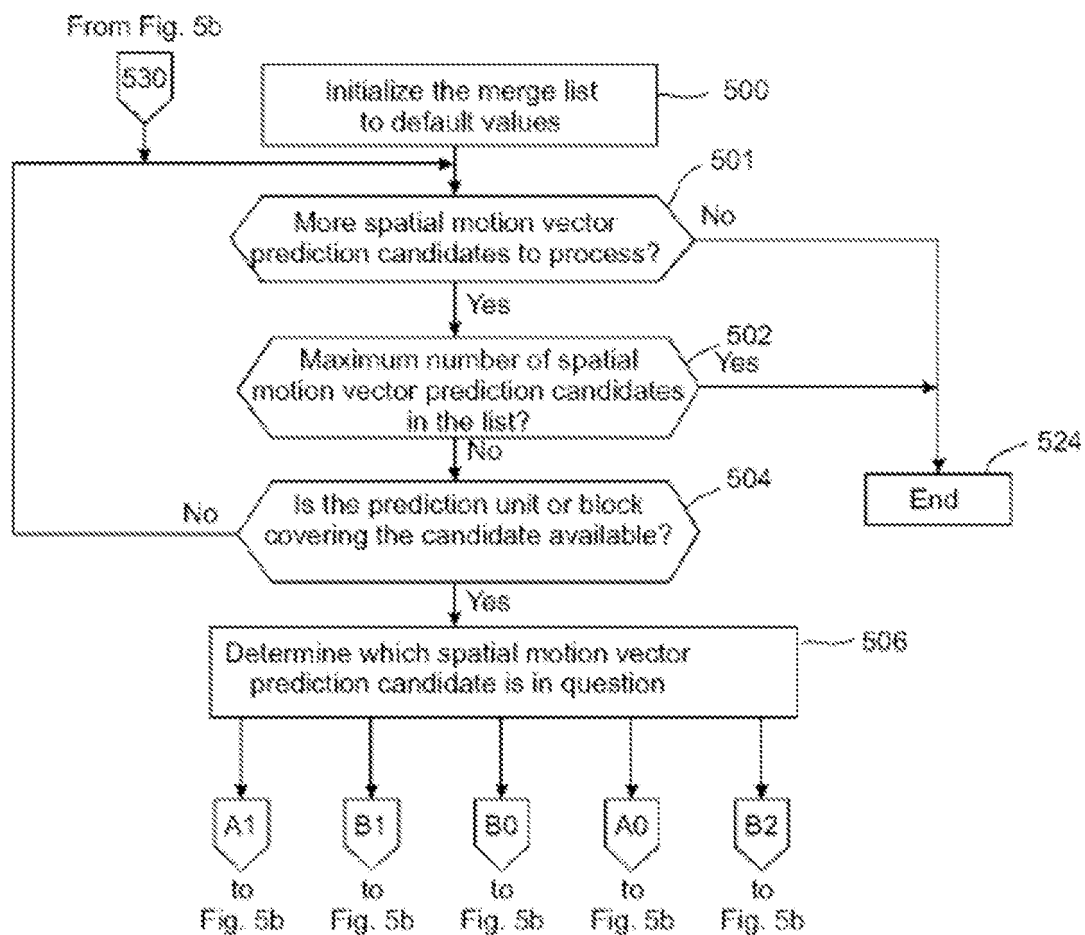 From Fig. 5b
530
Initialize the merge list
to default values
500
501
More spatial motion vector
prediction candidates to process?
No
Yes
502
Maximum number of spatial
motion vector prediction candidates
in the list?
Yes
No
504
Is the prediction unit or block
covering the candidate available?
No
Yes
524
End
506
Determine which spatial motion vector
prediction candidate is in question
A1
B1
B0
A0
B2
to
Fig. 5b
to
Fig. 5b
to
Fig. 5b
to
Fig. 5b
to
Fig. 5b